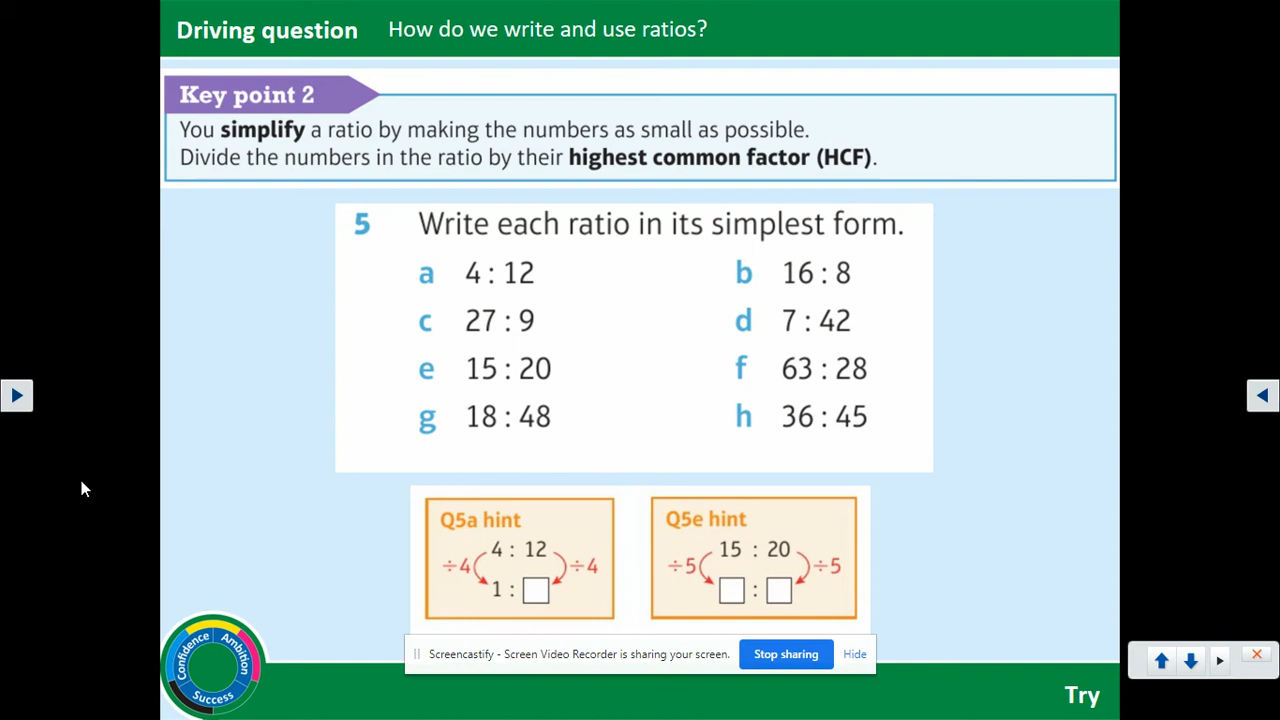 Driving question How do we write and use ratios?
Key point 2
You simplify a ratio by making the numbers as small as possible.
Divide the numbers in the ratio by their highest common factor (HCF).
5 Write each ratio in its simplest form.
a 4 : 12 b 16 : 8
c 27 : 9 d 7 : 42
e 15 : 20 f 63 : 28
g 18 : 48 h 36 : 45
Q5a hint
4 : 12
÷4 ÷4
1 :
Q5e hint
15 : 20
÷5 ÷5
:
Screencastify - Screen Video Recorder is sharing your screen. Stop sharing Hide
Confidence Ambition
Success
Try